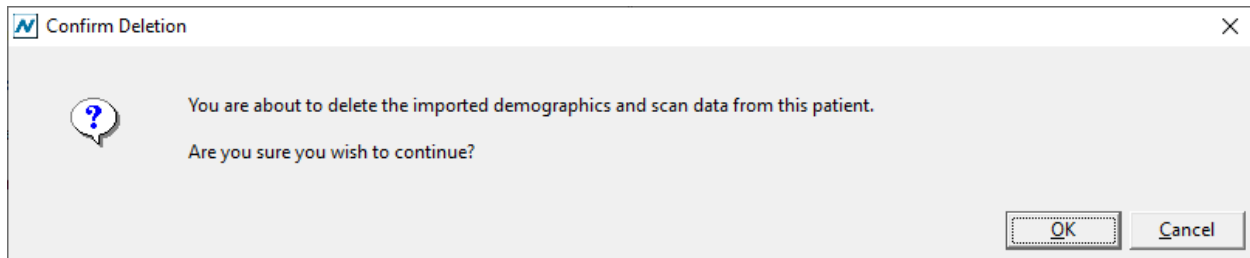 Confirm Deletion
You are about to delete the imported demographics and scan data from this patient.
Are you sure you wish to continue?
OK
Cancel